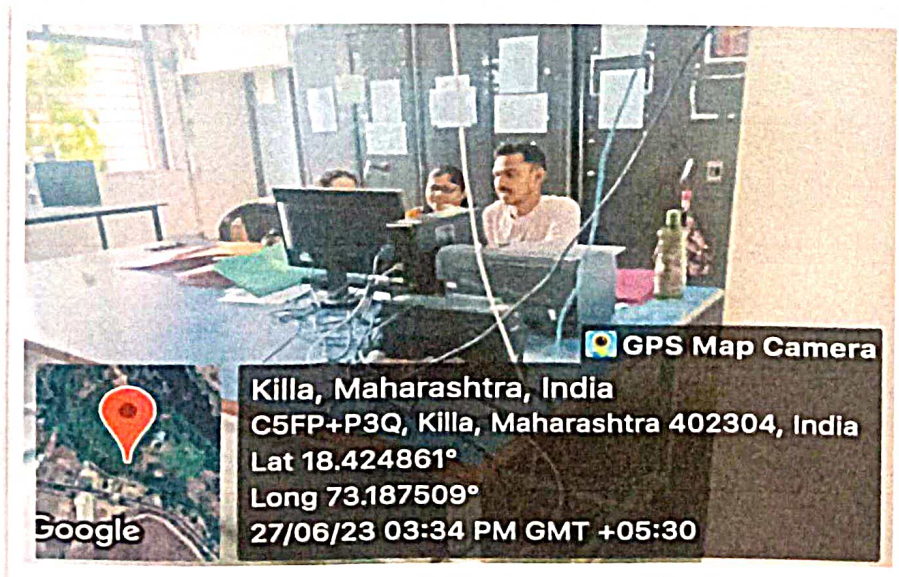 GPS Map Camera
Killa, Maharashtra, India
C5FP+P3Q, Killa, Maharashtra 402304, India
Lat 18.424861°
Long 73.187509°
27/06/23 03:34 PM GMT +05:30
Google